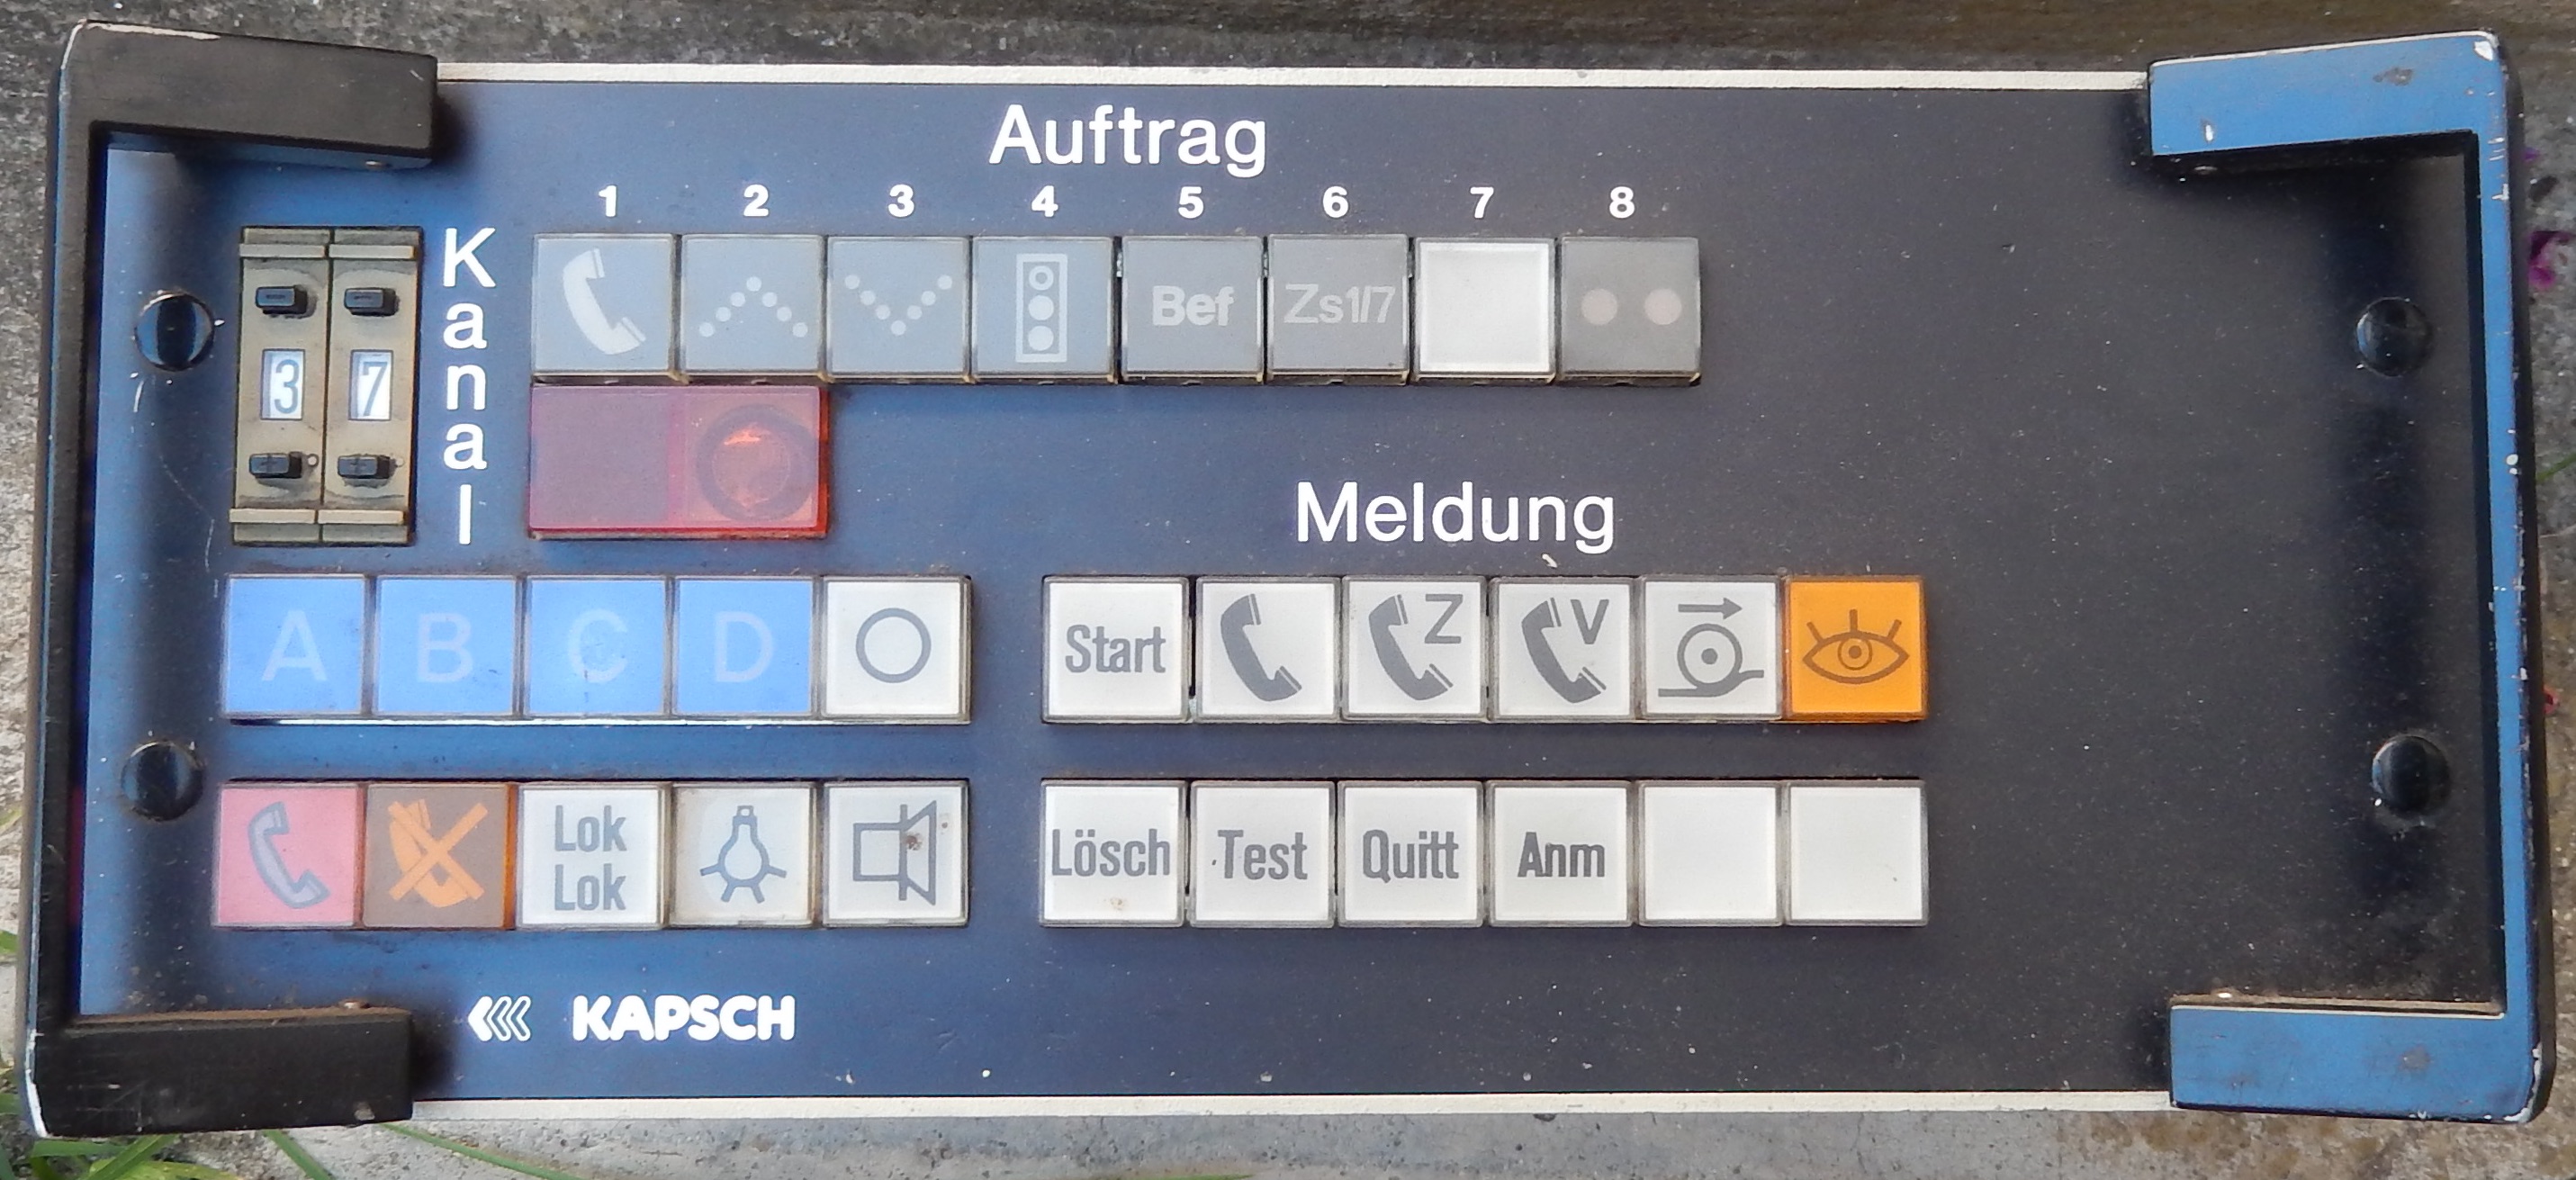 Auftrag
1 2 3 4 5 6 7 8
Kanal
3 7
Bef Zs1/7
Meldung
A B C D
Start Z V
Lok
Lok
Lösch Test Quitt Anm
KAPSCH